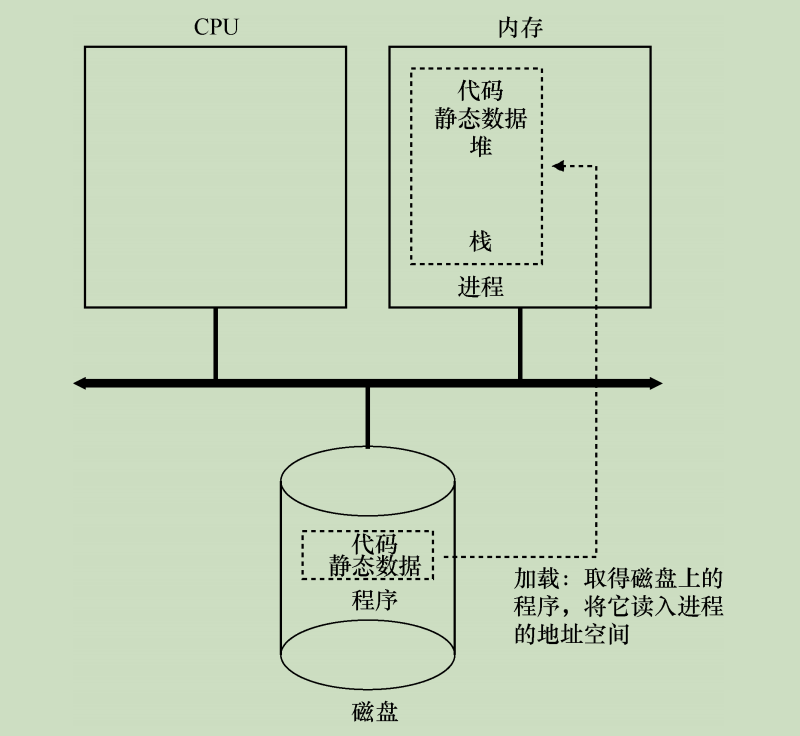 CPU
内存
代码
静态数据
堆
栈
进程
代码
静态数据
程序
加载：取得磁盘上的
程序，将它读入进程
的地址空间
磁盘